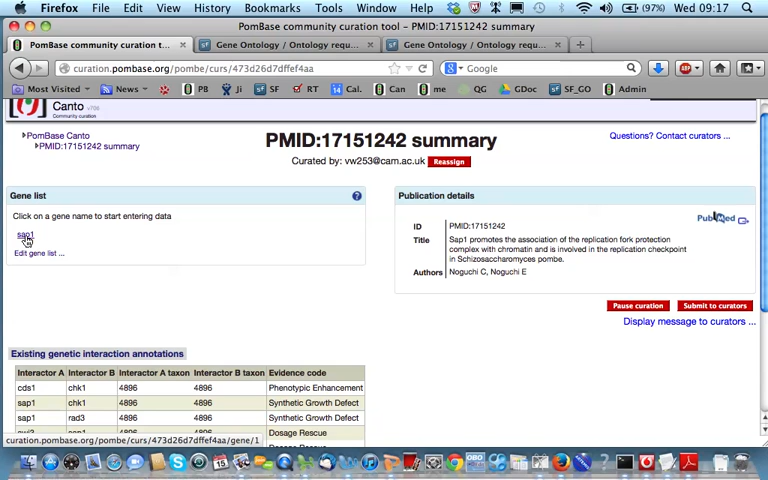 Firefox File Edit View History Bookmarks Tools Window Help (97%) Wed 09:17
PomBase community curation tool – PMID:17151242 summary
PomBase community curation t... Gene Ontology / Ontology requ... Gene Ontology / Ontology requ...
curation.pombase.org/pombe/curs/473d26d7dffef4aa Google
Most Visited News RT PB Ji SF Cal. Can me QG GDoc SF_GO Admin
Canto v706
Community curation
PomBase Canto
PMID:17151242 summary
PMID:17151242 summary
Questions? Contact curators ...
Curated by: vw253@cam.ac.uk Reassign
Gene list
Click on a gene name to start entering data
sap1
Edit gene list ...
Publication details
PubMed
ID PMID:17151242
Title Sap1 promotes the association of the replication fork protection
complex with chromatin and is involved in the replication checkpoint
in Schizosaccharomyces pombe.
Authors Noguchi C, Noguchi E
Pause curation Submit to curators
Display message to curators ...
Existing genetic interaction annotations
Interactor A Interactor B Interactor A taxon Interactor B taxon Evidence code
cds1 chk1 4896 4896 Phenotypic Enhancement
sap1 chk1 4896 4896 Synthetic Growth Defect
sap1 rad3 4896 4896 Synthetic Growth Defect
4896 4896 Dosage Rescue
curation.pombase.org/pombe/curs/473d26d7dffef4aa/gene/1